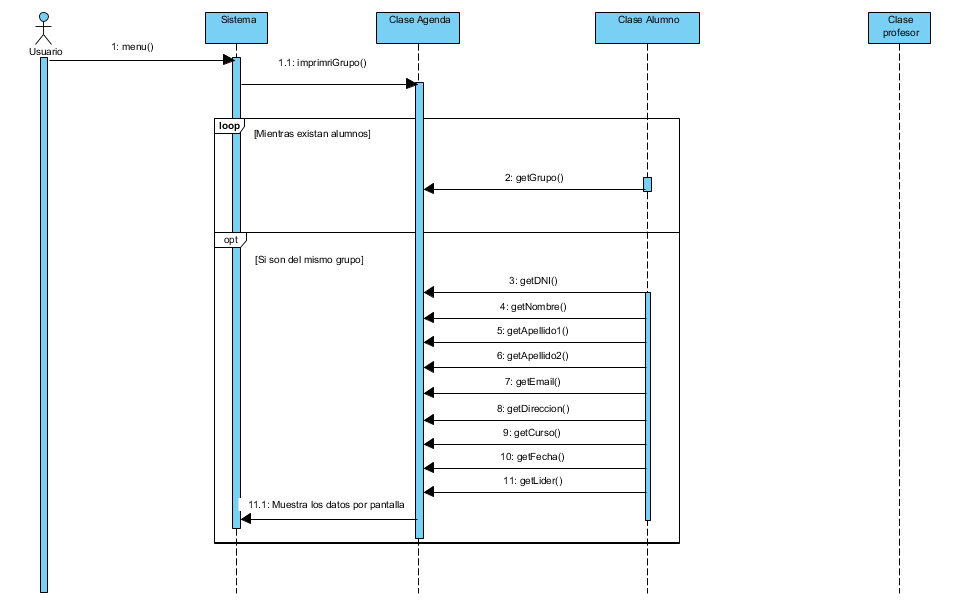 Usuario
Sistema
Clase Agenda
Clase Alumno
Clase
profesor
1: menu()
1.1: imprimriGrupo()
loop
[Mientras existan alumnos]
2: getGrupo()
opt
[Si son del mismo grupo]
3: getDNI()
4: getNombre()
5: getApellido1()
6: getApellido2()
7: getEmail()
8: getDireccion()
9: getCurso()
10: getFecha()
11: getLider()
11.1: Muestra los datos por pantalla